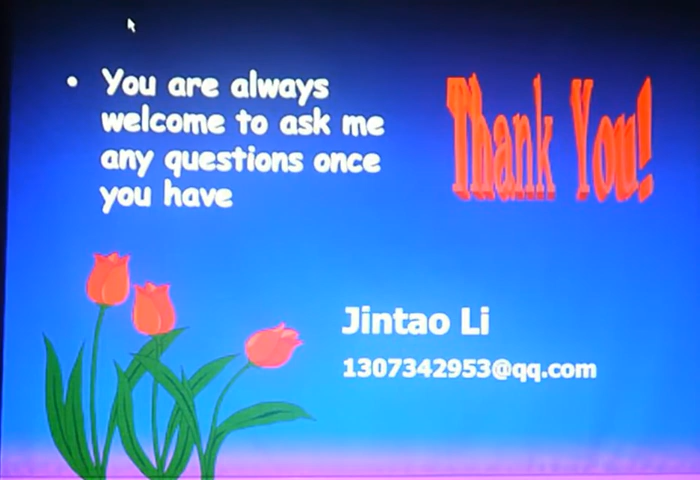 • You are always
welcome to ask me
any questions once
you have
Thank You!
Jintao Li
1307342953@qq.com